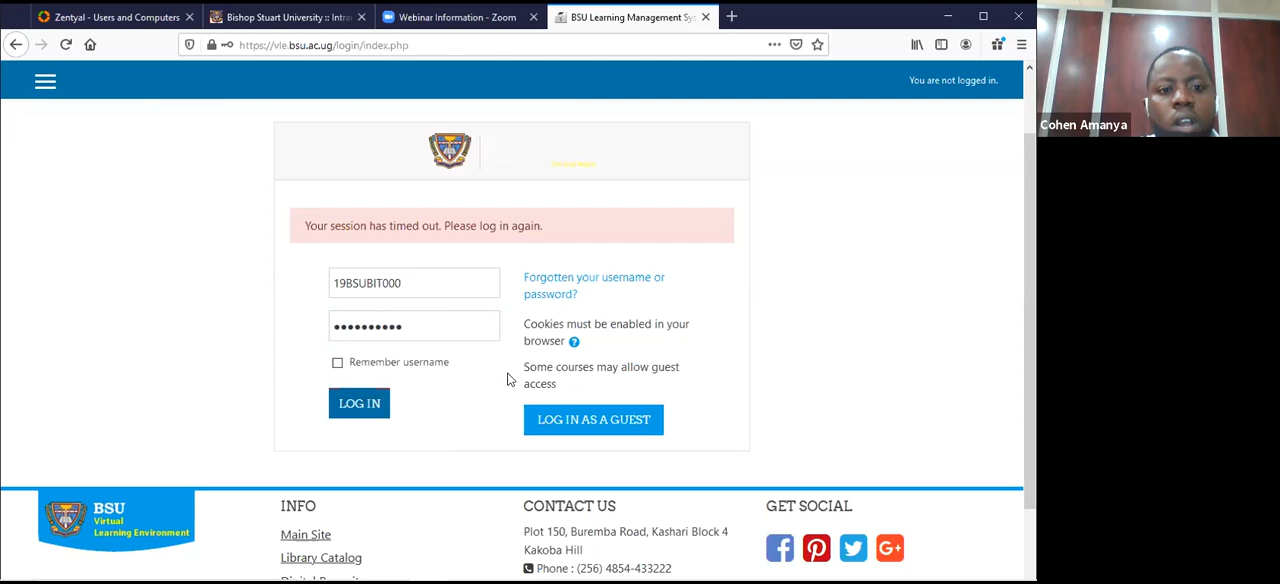 Zentyal - Users and Computers
Bishop Stuart University :: Intra
Webinar Information - Zoom
BSU Learning Management Sy
https://vle.bsu.ac.ug/login/index.php
Cohen Amanya
You are not logged in.
Your session has timed out. Please log in again.
19BSUBIT000
Forgotten your username or
password?
Cookies must be enabled in your
browser ?
Remember username
Some courses may allow guest
access
LOG IN
LOG IN AS A GUEST
BSU
Virtual
Learning Environment
INFO
Main Site
Library Catalog
CONTACT US
Plot 150, Buremba Road, Kashari Block 4
Kakoba Hill
Phone : (256) 4854-433222
GET SOCIAL